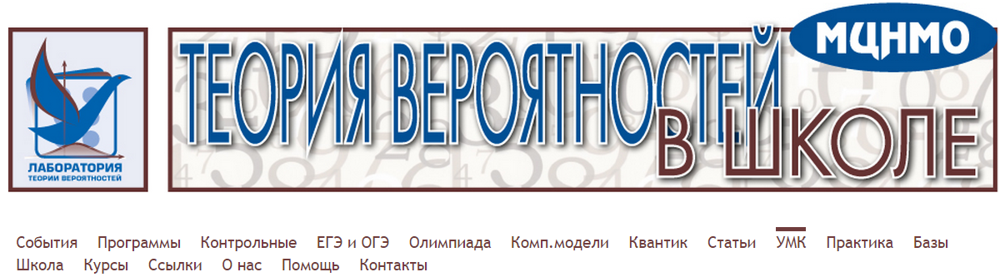 МЦНМО
ТЕОРИЯ ВЕРОЯТНОСТЕЙ
В ШКОЛЕ
ЛАБОРАТОРИЯ
ТЕОРИИ ВЕРОЯТНОСТЕЙ
События Программы Контрольные ЕГЭ и ОГЭ Олимпиада Комп.модели Квантик Статьи УМК Практика Базы
Школа Курсы Ссылки О нас Помощь Контакты